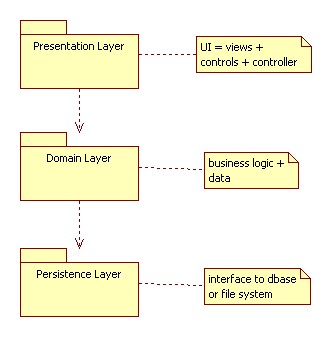 Presentation Layer
UI = views +
controls + controller
Domain Layer
business logic +
data
Persistence Layer
interface to dbase
or file system